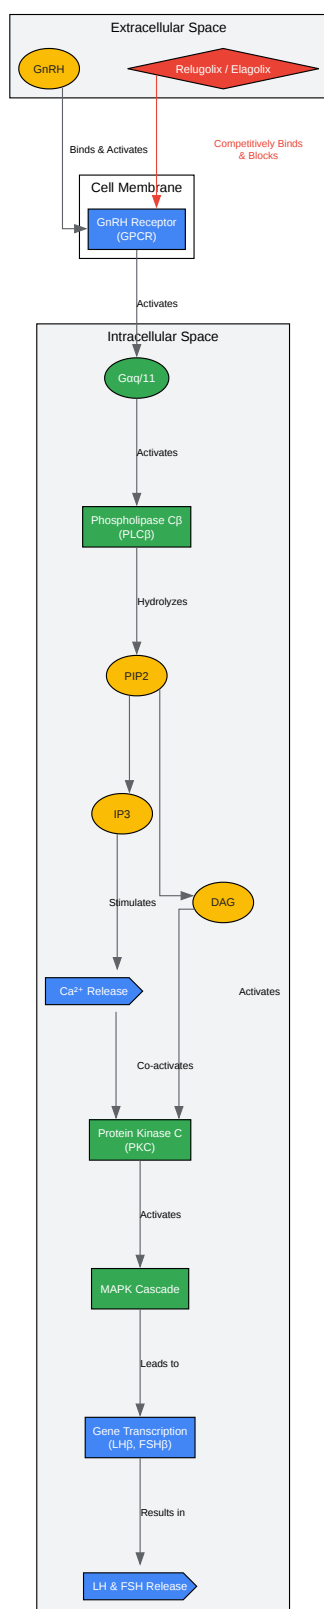 Extracellular Space
GnRH
Relugolix / Elagolix
Binds & Activates
Competitively Binds
& Blocks
Cell Membrane
GnRH Receptor
(GPCR)
Activates
Intracellular Space
Gαq/11
Activates
Phospholipase Cβ
(PLCβ)
Hydrolyzes
PIP2
IP3
Stimulates
DAG
Ca²⁺ Release
Activates
Co-activates
Protein Kinase C
(PKC)
Activates
MAPK Cascade
Leads to
Gene Transcription
(LHβ, FSHβ)
Results in
LH & FSH Release